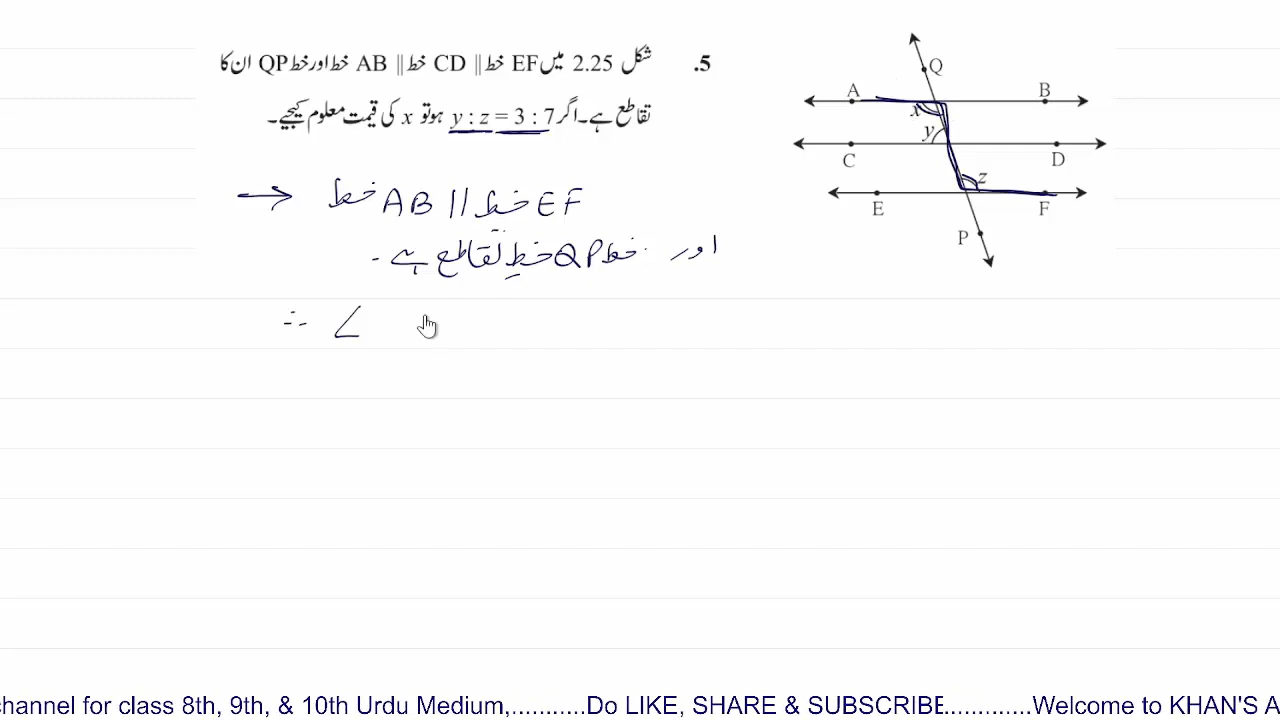 5. شکل 2.25 میں EF خط || CD خط || AB خط اور خط QP ان کا
تقاطع ہے۔ اگر y : z = 3 : 7 ہو تو x کی قیمت معلوم کیجیے۔
Q
A
B
x
y
C
D
z
E
F
P
→ خط AB || خط EF
اور خط QP خطِ تقاطع ہے۔
∴ ∠
channel for class 8th, 9th, & 10th Urdu Medium,...........Do LIKE, SHARE & SUBSCRIBE.............Welcome to KHAN'S A